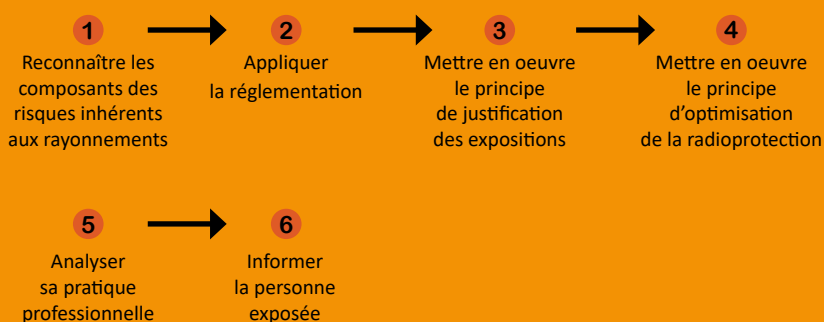 1
Reconnaître les
composants des
risques inhérents
aux rayonnements
2
Appliquer
la réglementation
3
Mettre en oeuvre
le principe
de justification
des expositions
4
Mettre en oeuvre
le principe
d'optimisation
de la radioprotection
5
Analyser
sa pratique
professionnelle
6
Informer
la personne
exposée